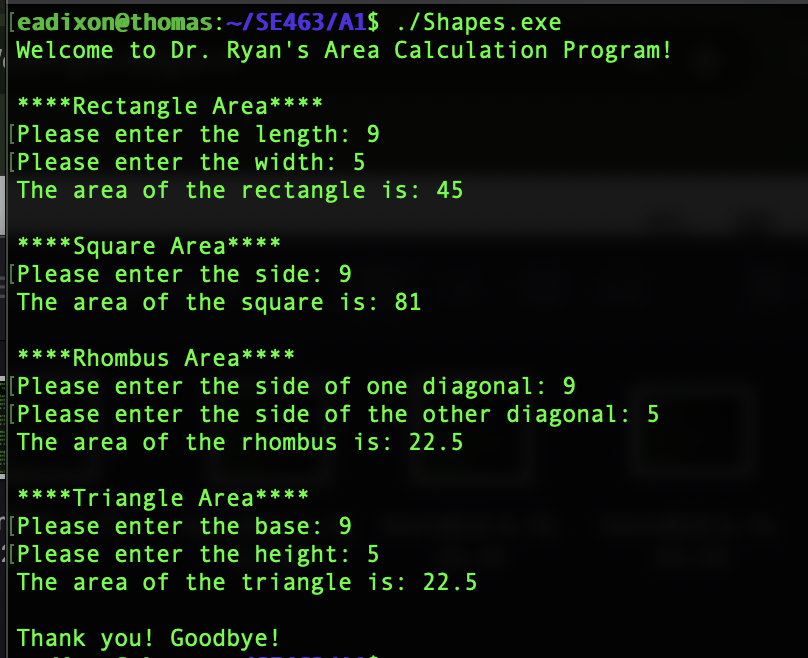 [eadixon@thomas:~/SE463/A1$ ./Shapes.exe
Welcome to Dr. Ryan's Area Calculation Program!
****Rectangle Area****
[Please enter the length: 9
[Please enter the width: 5
The area of the rectangle is: 45
****Square Area****
[Please enter the side: 9
The area of the square is: 81
****Rhombus Area****
[Please enter the side of one diagonal: 9
[Please enter the side of the other diagonal: 5
The area of the rhombus is: 22.5
****Triangle Area****
[Please enter the base: 9
[Please enter the height: 5
The area of the triangle is: 22.5
Thank you! Goodbye!